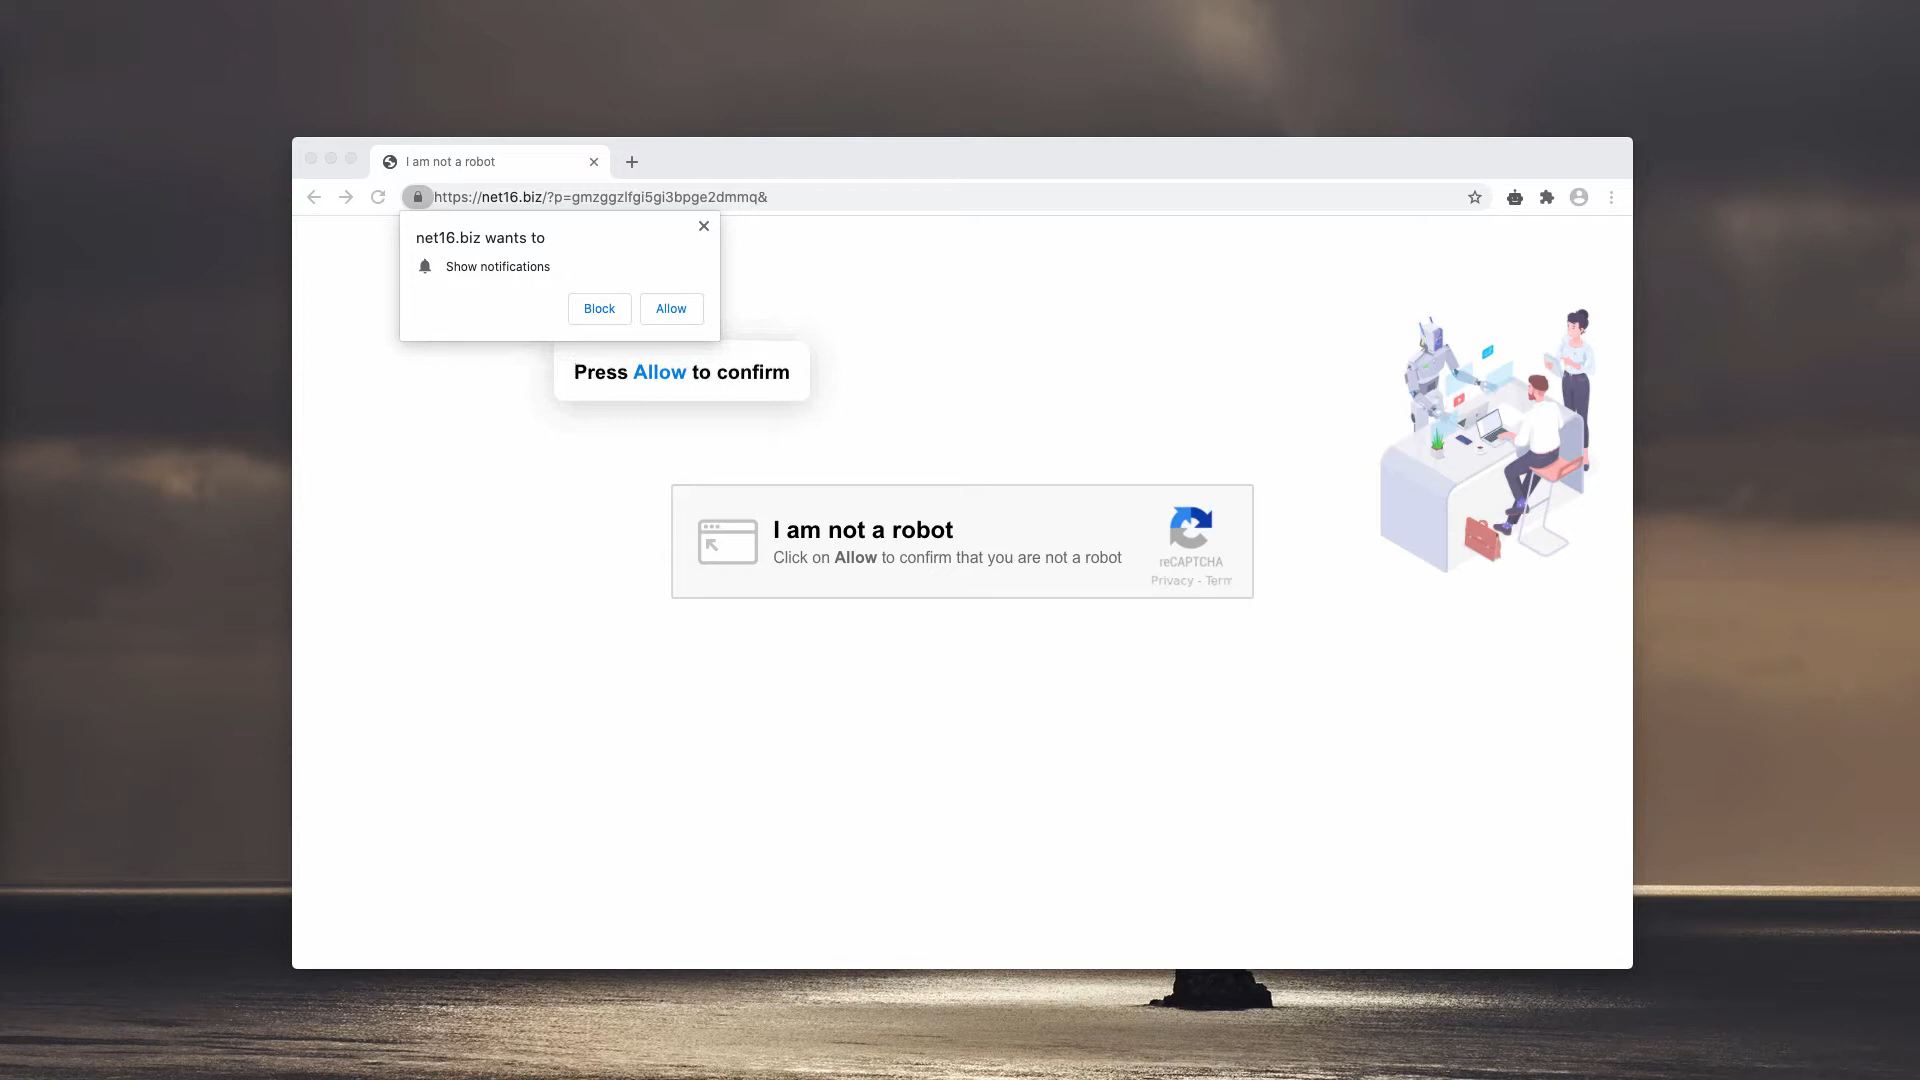 I am not a robot
https://net16.biz/?p=gmzggzlfgi5gi3bpge2dmmq&
net16.biz wants to
Show notifications
Block
Allow
Press Allow to confirm
I am not a robot
Click on Allow to confirm that you are not a robot
reCAPTCHA
Privacy - Term